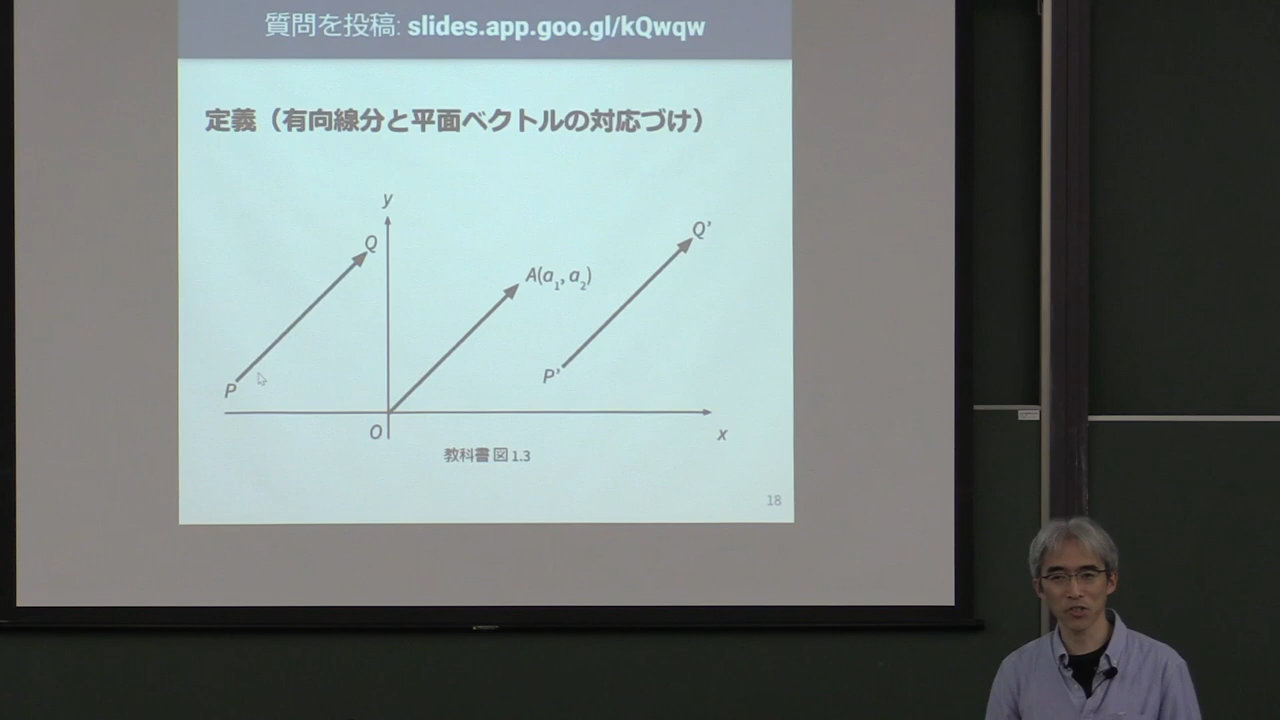 質問を投稿: slides.app.goo.gl/kQwqw
定義（有向線分と平面ベクトルの対応づけ）
y
Q
Q’
A(a₁, a₂)
P’
P
O
x
教科書 図 1.3
18